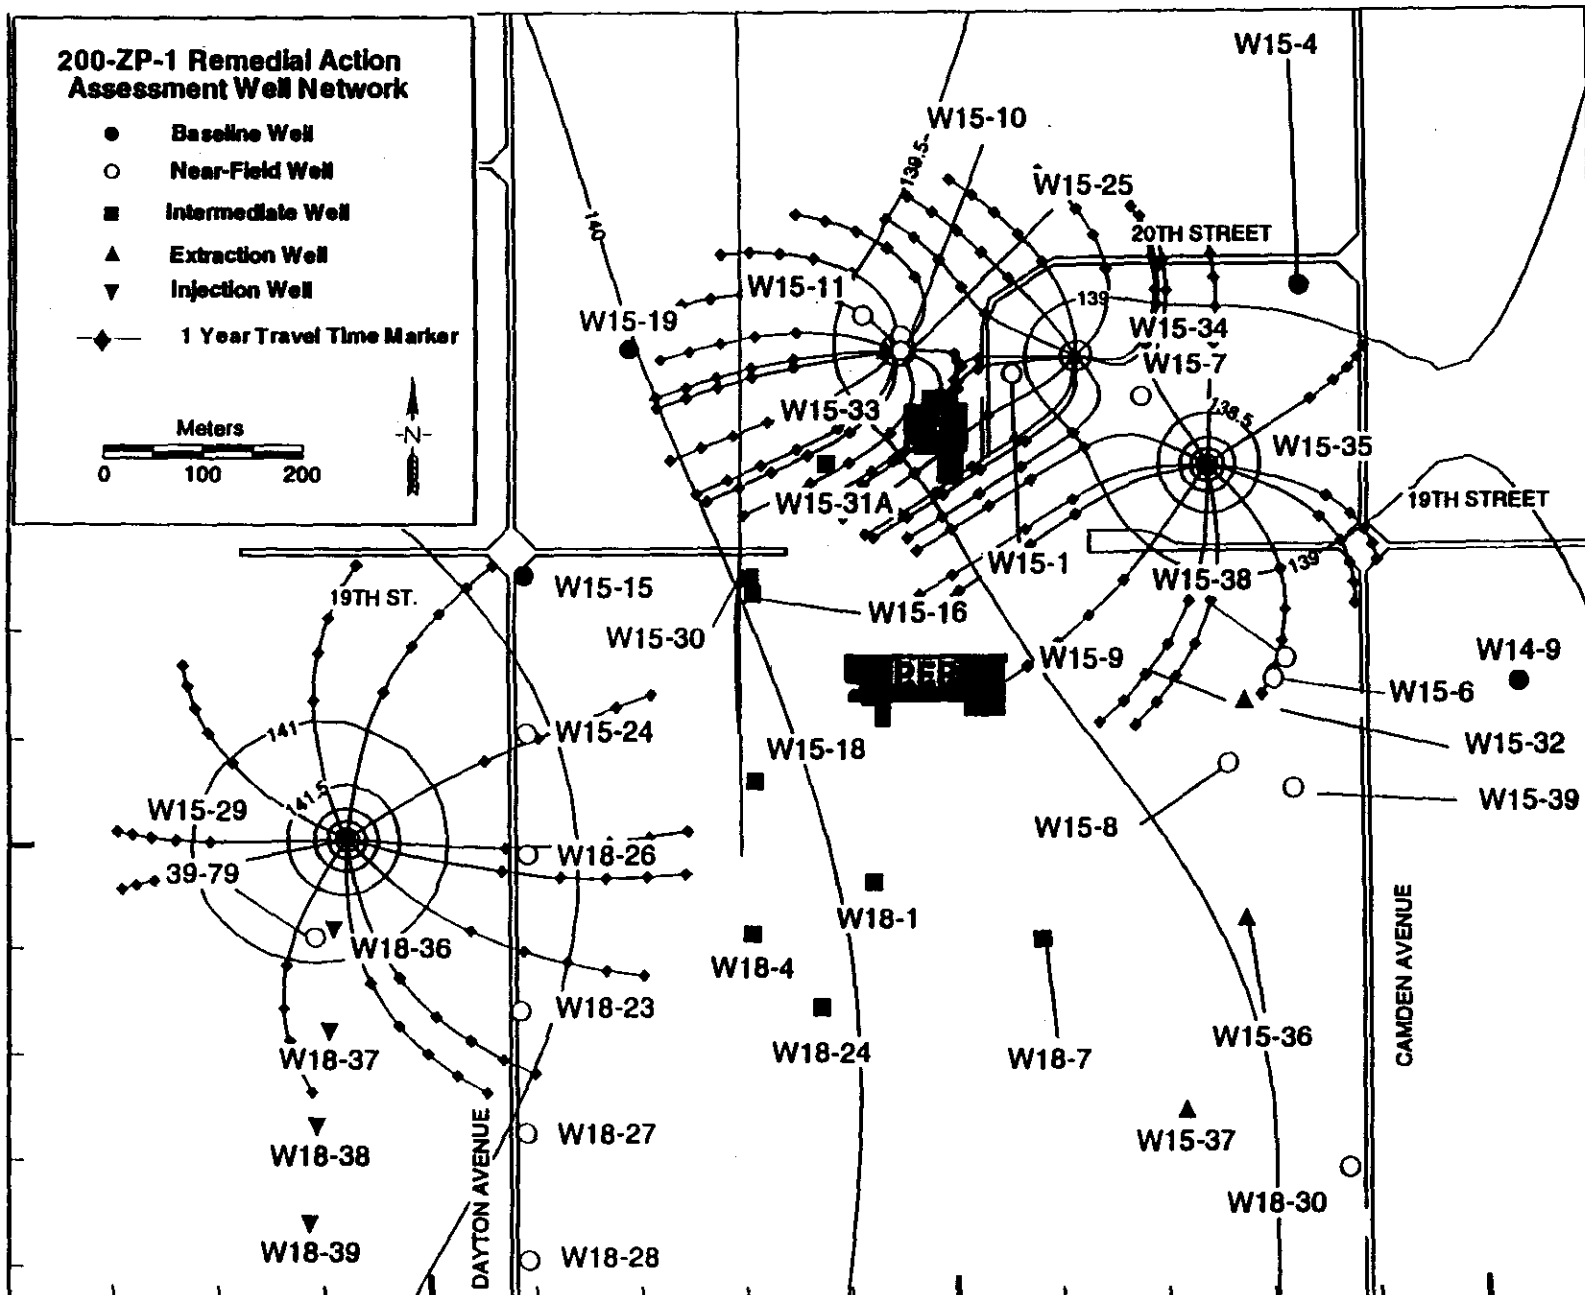 200-ZP-1 Remedial Action
Assessment Well Network
Baseline Well
Near-Field Well
Intermediate Well
Extraction Well
Injection Well
1 Year Travel Time Marker
Meters
0 100 200
-N-
W15-4
W15-10
139.5
W15-25
140
20TH STREET
W15-11
139
W15-19
W15-34
W15-7
W15-33
138.5
W15-35
W15-31A
19TH STREET
W15-1
139
W15-38
W15-15
19TH ST.
W15-16
W15-30
W15-9
W14-9
W15-6
W15-24
141
W15-18
W15-32
141.5
W15-29
W15-39
W15-8
W18-26
39-79
W18-1
W18-36
W18-4
CAMDEN AVENUE
W18-23
W15-36
W18-37
W18-24
W18-7
W18-27
W15-37
W18-38
DAYTON AVENUE
W18-30
W18-39
W18-28